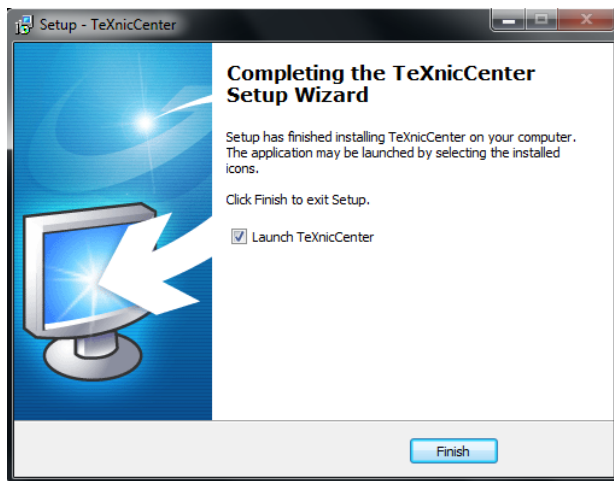 Setup - TeXnicCenter
Completing the TeXnicCenter
Setup Wizard
Setup has finished installing TeXnicCenter on your computer.
The application may be launched by selecting the installed
icons.
Click Finish to exit Setup.
Launch TeXnicCenter
Finish